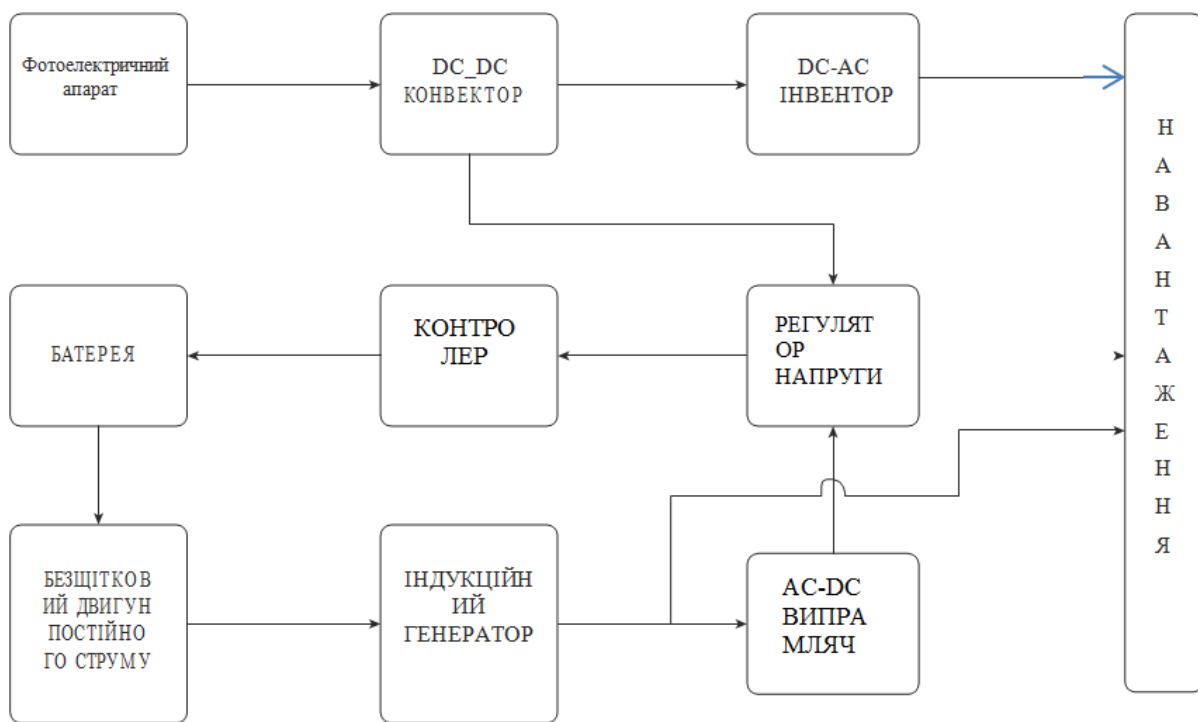 Фотоелектричний
апарат
DC_DC
КОНВЕКТОР
DC-AC
ІНВЕНТОР
Н
А
В
А
Н
Т
А
Ж
Е
Н
Н
Я
БАТЕРЕЯ
КОНТРО
ЛЕР
РЕГУЛЯТ
ОР
НАПРУГИ
БЕЗЩІТКОВ
ИЙ ДВИГУН
ПОСТІЙНО
ГО СТРУМУ
ІНДУКЦІЙН
ИЙ
ГЕНЕРАТОР
AC-DC
ВИПРА
МЛЯЧ